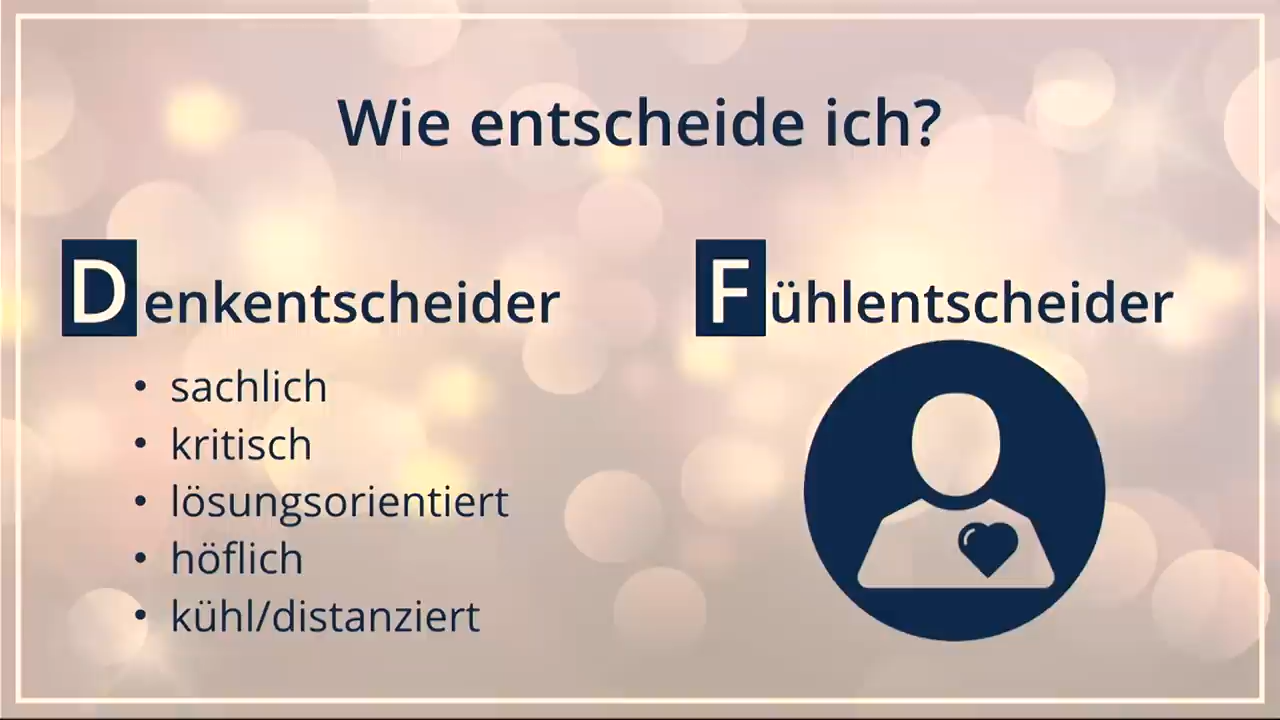 Wie entscheide ich?
Denkentscheider
• sachlich
• kritisch
• lösungsorientiert
• höflich
• kühl/distanziert
Fühlentscheider